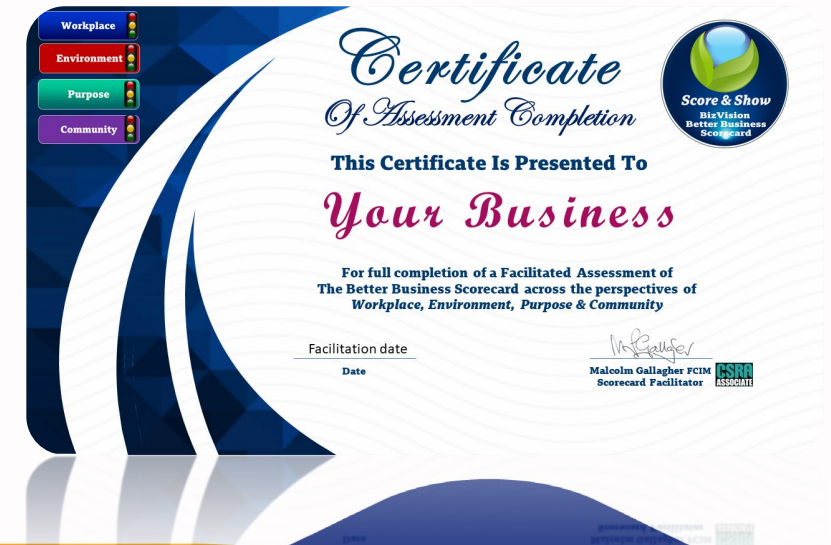 Workplace
Environment
Purpose
Community
Certificate
Of Assessment Completion
Score & Show
BizVision
Better Business
Scorecard
This Certificate Is Presented To
Your Business
For full completion of a Facilitated Assessment of
The Better Business Scorecard across the perspectives of
Workplace, Environment, Purpose & Community
Facilitation date
Date
M Gallagher
Malcolm Gallagher FCIM
Scorecard Facilitator
CSRA
ASSOCIATE